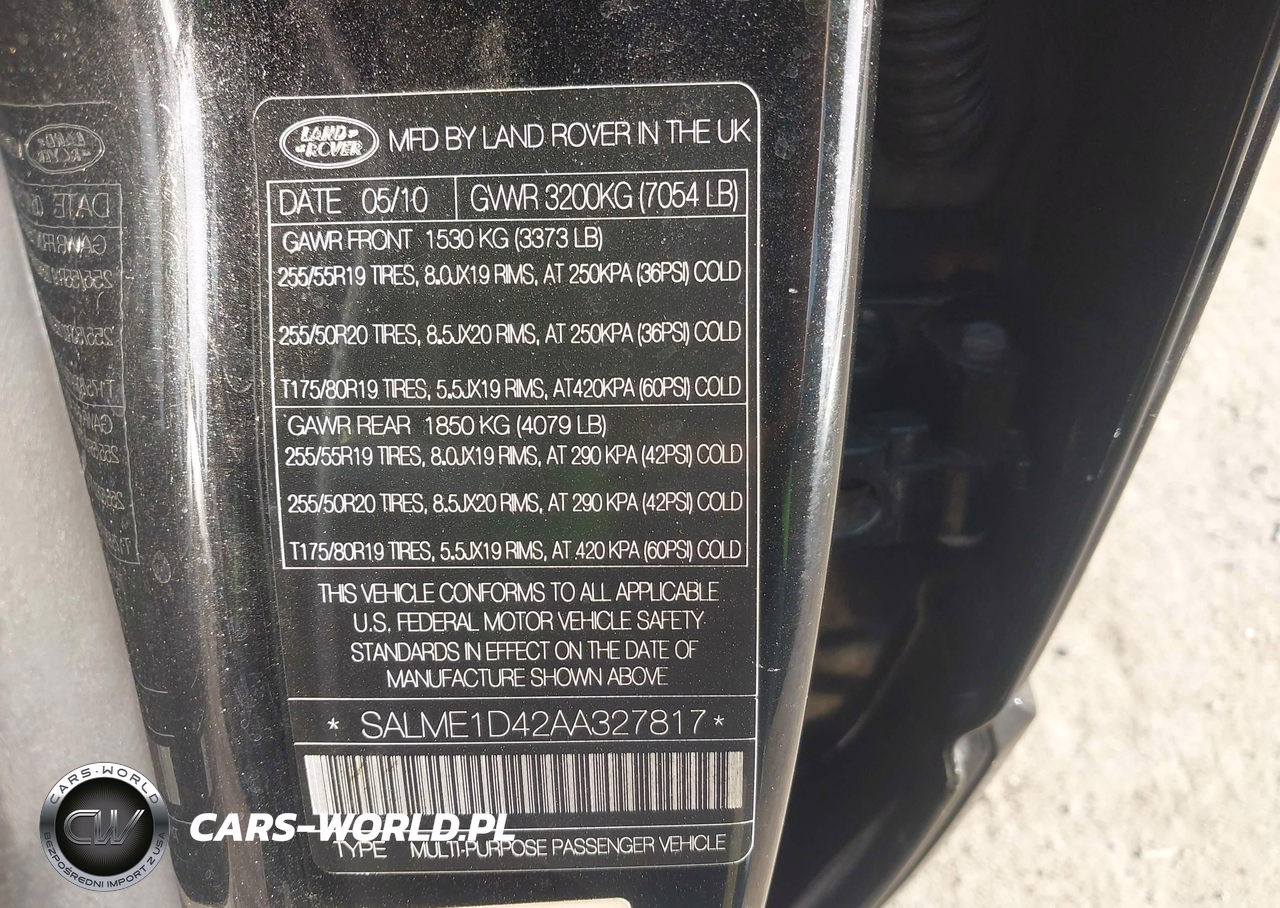 LAND ROVER MFD BY LAND ROVER IN THE UK
DATE 05/10 GVWR 3200KG (7054 LB)
GAWR FRONT 1530 KG (3373 LB)
255/55R19 TIRES, 8.0JX19 RIMS, AT 250KPA (36PSI) COLD
255/50R20 TIRES, 8.5JX20 RIMS, AT 250KPA (36PSI) COLD
T175/80R19 TIRES, 5.5JX19 RIMS, AT 420KPA (60PSI) COLD
GAWR REAR 1850 KG (4079 LB)
255/55R19 TIRES, 8.0JX19 RIMS, AT 290 KPA (42PSI) COLD
255/50R20 TIRES, 8.5JX20 RIMS, AT 290 KPA (42PSI) COLD
T175/80R19 TIRES, 5.5JX19 RIMS, AT 420 KPA (60PSI) COLD
THIS VEHICLE CONFORMS TO ALL APPLICABLE
U.S. FEDERAL MOTOR VEHICLE SAFETY
STANDARDS IN EFFECT ON THE DATE OF
MANUFACTURE SHOWN ABOVE
* SALME1D42AA327817 *
TYPE MULTI-PURPOSE PASSENGER VEHICLE
CARS-WORLD
CW
BEZPOŚREDNI IMPORT Z USA
CARS-WORLD.PL